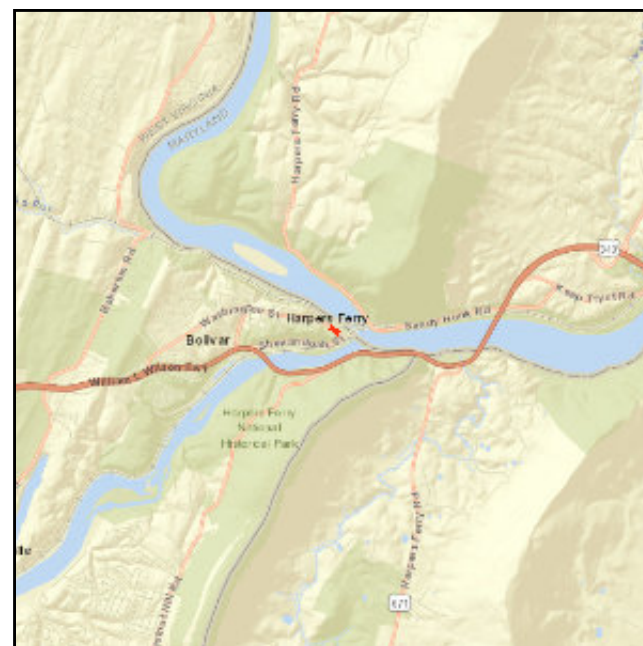 WEST VIRGINIA
MARYLAND
Harpers Ferry Rd
340
Bakerton Rd
Washington St
Harpers Ferry
Sandy Hook Rd
Keep Tryst Rd
Bolivar
Shenandoah St
William L Wilson Fwy
Harpers Ferry
National
Historical Park
Harpers Ferry
671